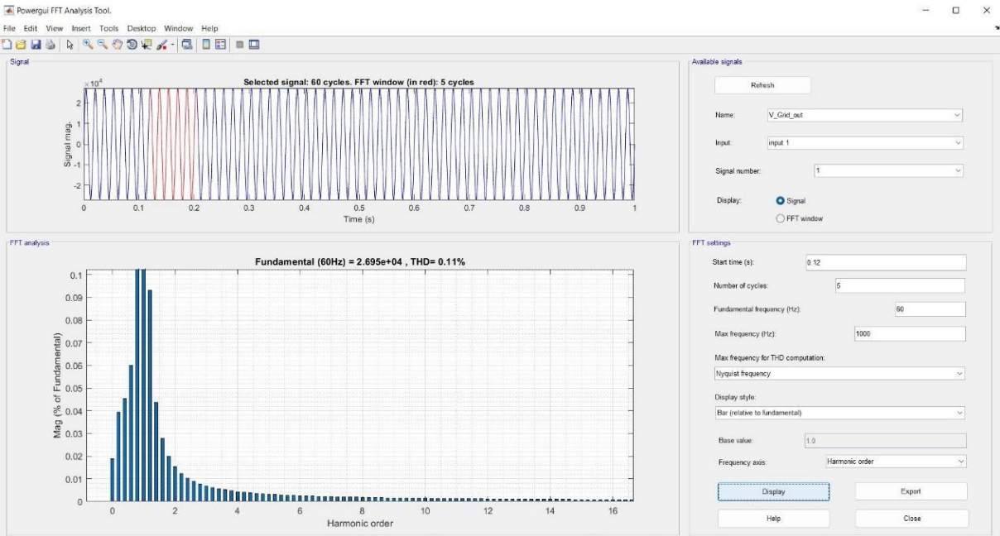 Powergui FFT Analysis Tool.
File Edit View Insert Tools Desktop Window Help
Signal
Selected signal: 60 cycles. FFT window (in red): 5 cycles
×10⁴
2
1
0
-1
-2
Signal mag.
0 0.1 0.2 0.3 0.4 0.5 0.6 0.7 0.8 0.9 1
Time (s)
FFT analysis
Fundamental (60Hz) = 2.695e+04 , THD= 0.11%
0.1
0.09
0.08
0.07
0.06
0.05
0.04
0.03
0.02
0.01
0
Mag (% of Fundamental)
0 2 4 6 8 10 12 14 16
Harmonic order
Available signals
Refresh
Name: V_Grid_out
Input: input 1
Signal number: 1
Display: Signal
FFT window
FFT settings
Start time (s): 0.12
Number of cycles: 5
Fundamental frequency (Hz): 60
Max frequency (Hz): 1000
Max frequency for THD computation:
Nyquist frequency
Display style:
Bar (relative to fundamental)
Base value: 1.0
Frequency axis: Harmonic order
Display Export
Help Close